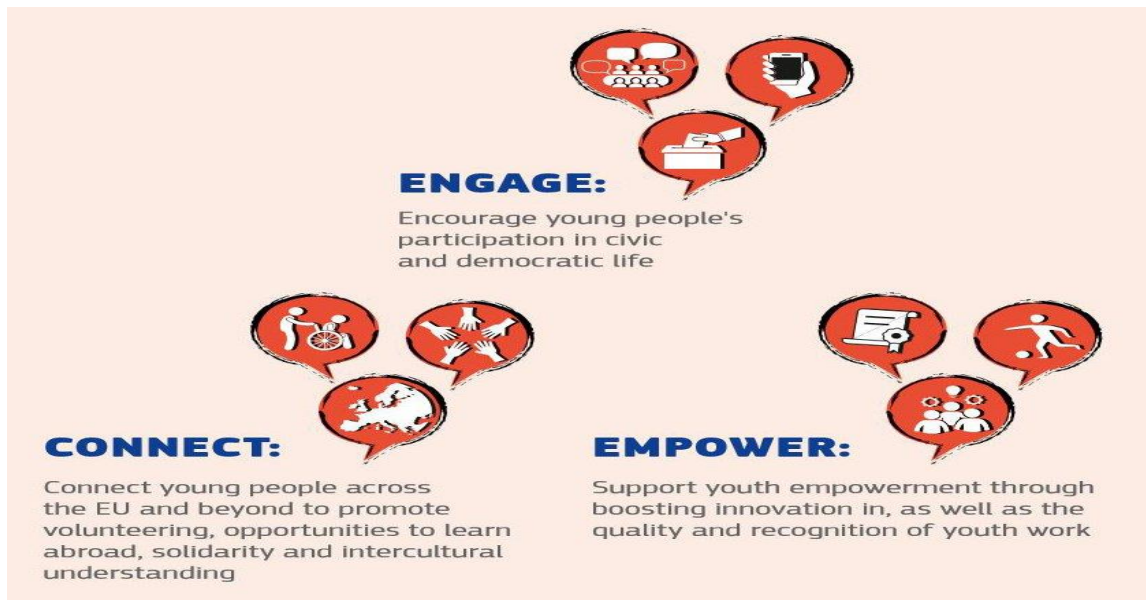 ENGAGE:
Encourage young people's
participation in civic
and democratic life
CONNECT:
Connect young people across
the EU and beyond to promote
volunteering, opportunities to learn
abroad, solidarity and intercultural
understanding
EMPOWER:
Support youth empowerment through
boosting innovation in, as well as the
quality and recognition of youth work